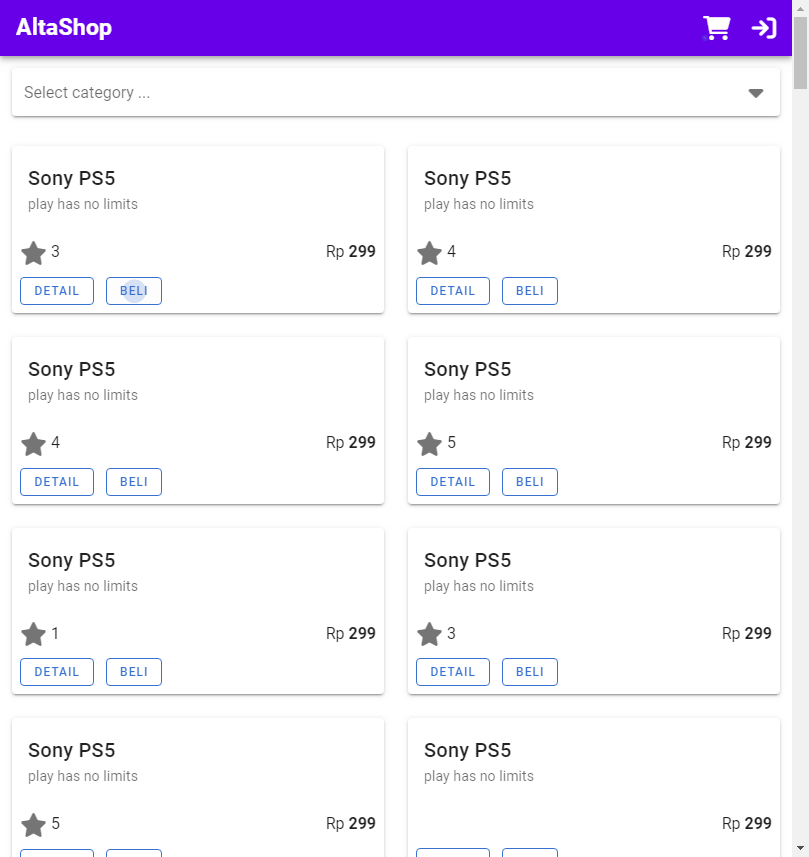 AltaShop
Select category ...
Sony PS5
play has no limits
3 Rp 299
DETAIL BELI
Sony PS5
play has no limits
4 Rp 299
DETAIL BELI
Sony PS5
play has no limits
4 Rp 299
DETAIL BELI
Sony PS5
play has no limits
5 Rp 299
DETAIL BELI
Sony PS5
play has no limits
1 Rp 299
DETAIL BELI
Sony PS5
play has no limits
3 Rp 299
DETAIL BELI
Sony PS5
play has no limits
5 Rp 299
Sony PS5
play has no limits
Rp 299